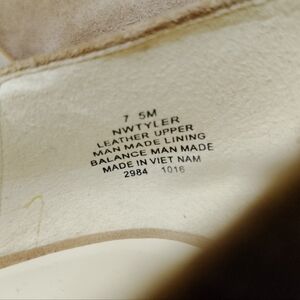 7 5M
NWTYLER
LEATHER UPPER
MAN MADE LINING
BALANCE MAN MADE
MADE IN VIET NAM
2984 1016